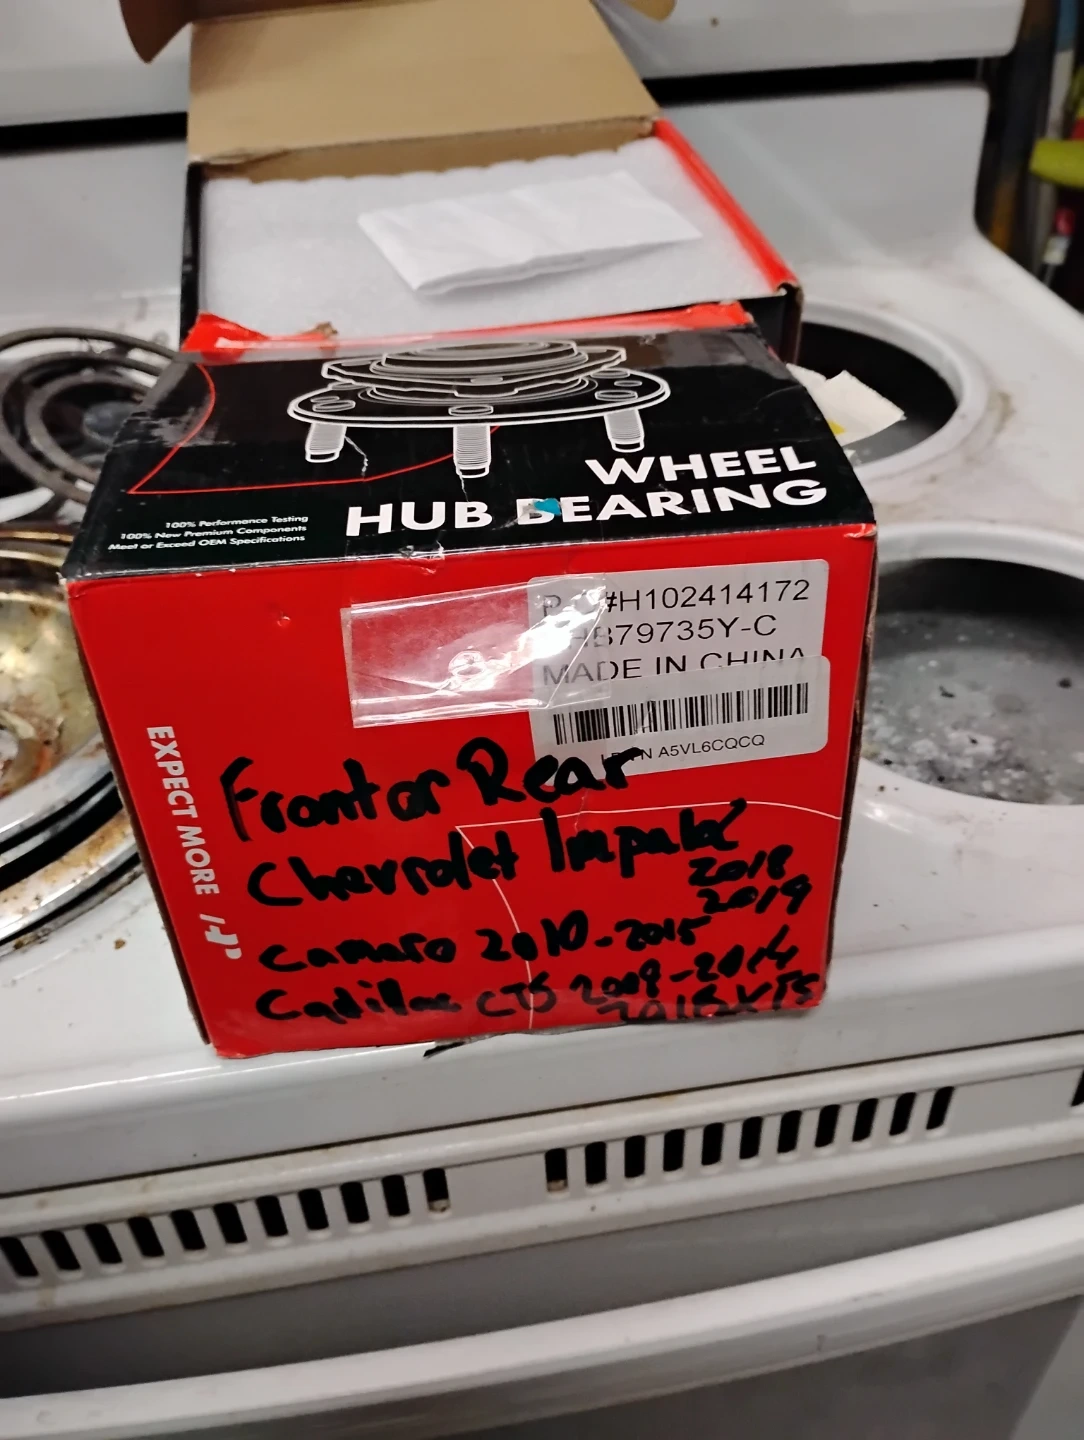 WHEEL
HUB BEARING
100% Performance Testing
100% New Premium Components
Meet or Exceed OEM Specifications
#H102414172
79735Y-C
MADE IN CHINA
A5VL6CQCQ
EXPECT MORE
Front or Rear
Chevrolet Impala
2018
2019
Camaro 2010-2015
Cadillac CTS 2009-2014